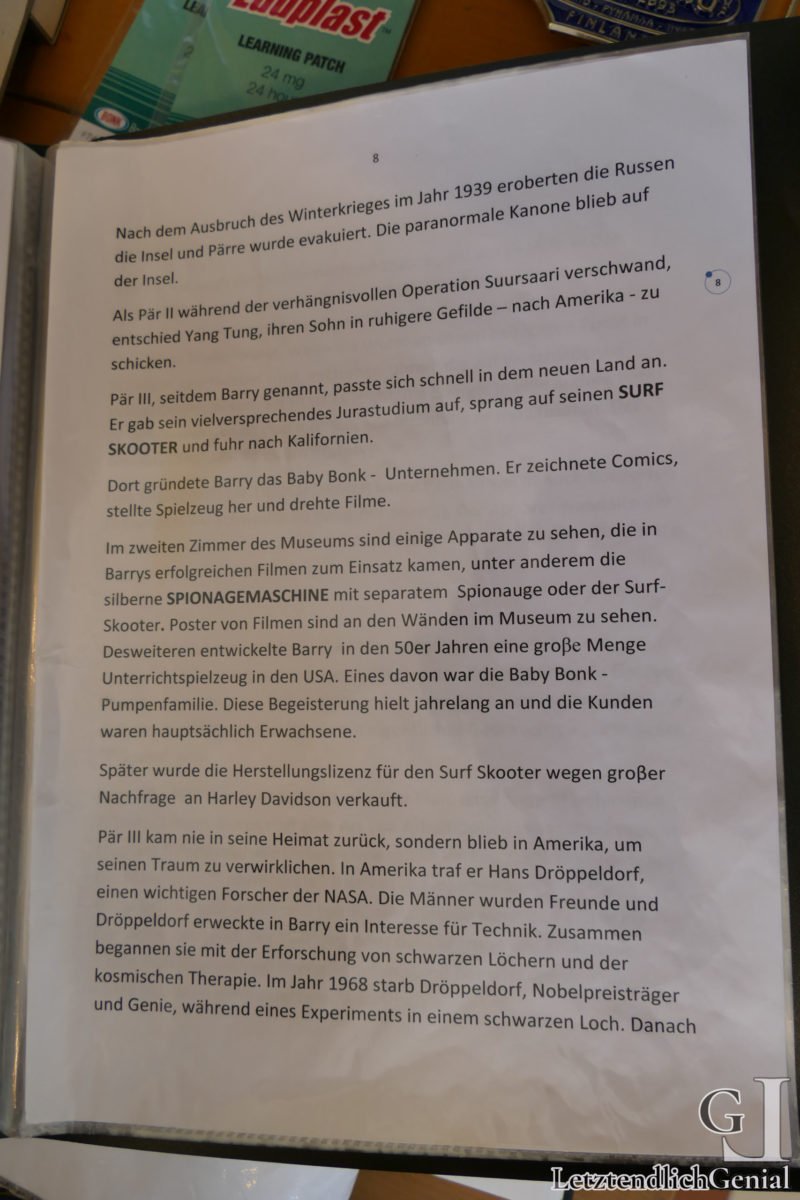 Eduplast
LEARNING PATCH
24 mg
BONK
FINLAND
8
Nach dem Ausbruch des Winterkrieges im Jahr 1939 eroberten die Russen
die Insel und Pärre wurde evakuiert. Die paranormale Kanone blieb auf
der Insel.
Als Pär II während der verhängnisvollen Operation Suursaari verschwand,
entschied Yang Tung, ihren Sohn in ruhigere Gefilde – nach Amerika - zu
schicken.
8
Pär III, seitdem Barry genannt, passte sich schnell in dem neuen Land an.
Er gab sein vielversprechendes Jurastudium auf, sprang auf seinen SURF
SKOOTER und fuhr nach Kalifornien.
Dort gründete Barry das Baby Bonk - Unternehmen. Er zeichnete Comics,
stellte Spielzeug her und drehte Filme.
Im zweiten Zimmer des Museums sind einige Apparate zu sehen, die in
Barrys erfolgreichen Filmen zum Einsatz kamen, unter anderem die
silberne SPIONAGEMASCHINE mit separatem Spionauge oder der Surf-
Skooter. Poster von Filmen sind an den Wänden im Museum zu sehen.
Desweiteren entwickelte Barry in den 50er Jahren eine große Menge
Unterrichtspielzeug in den USA. Eines davon war die Baby Bonk -
Pumpenfamilie. Diese Begeisterung hielt jahrelang an und die Kunden
waren hauptsächlich Erwachsene.
Später wurde die Herstellungslizenz für den Surf Skooter wegen großer
Nachfrage an Harley Davidson verkauft.
Pär III kam nie in seine Heimat zurück, sondern blieb in Amerika, um
seinen Traum zu verwirklichen. In Amerika traf er Hans Dröppeldorf,
einen wichtigen Forscher der NASA. Die Männer wurden Freunde und
Dröppeldorf erweckte in Barry ein Interesse für Technik. Zusammen
begannen sie mit der Erforschung von schwarzen Löchern und der
kosmischen Therapie. Im Jahr 1968 starb Dröppeldorf, Nobelpreisträger
und Genie, während eines Experiments in einem schwarzen Loch. Danach
GL
LetztendlichGenial